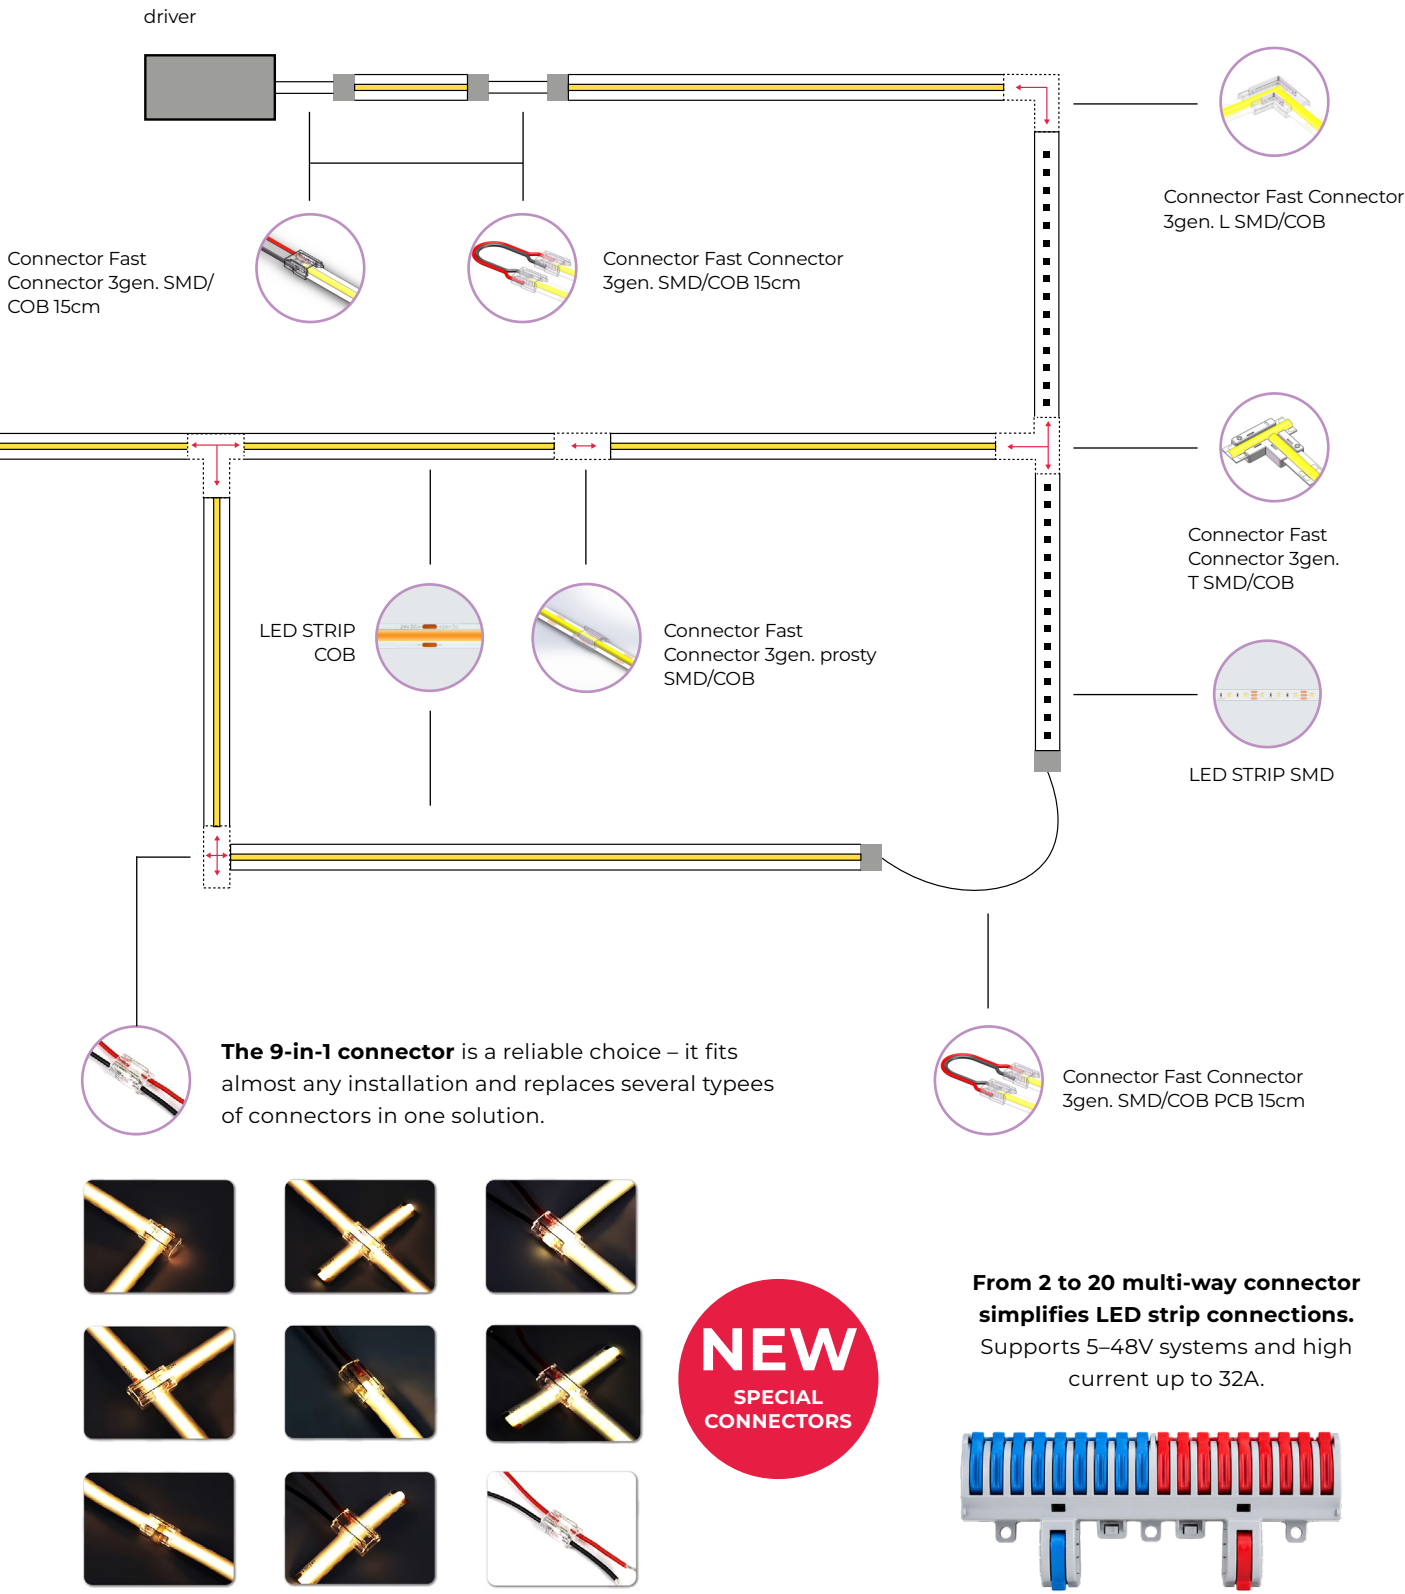 driver
Connector Fast Connector
3gen. L SMD/COB
Connector Fast
Connector 3gen. SMD/
COB 15cm
Connector Fast Connector
3gen. SMD/COB 15cm
Connector Fast
Connector 3gen.
T SMD/COB
LED STRIP
COB
Connector Fast
Connector 3gen. prosty
SMD/COB
LED STRIP SMD
The 9-in-1 connector is a reliable choice – it fits
almost any installation and replaces several typees
of connectors in one solution.
Connector Fast Connector
3gen. SMD/COB PCB 15cm
NEW
SPECIAL
CONNECTORS
From 2 to 20 multi-way connector
simplifies LED strip connections.
Supports 5–48V systems and high
current up to 32A.